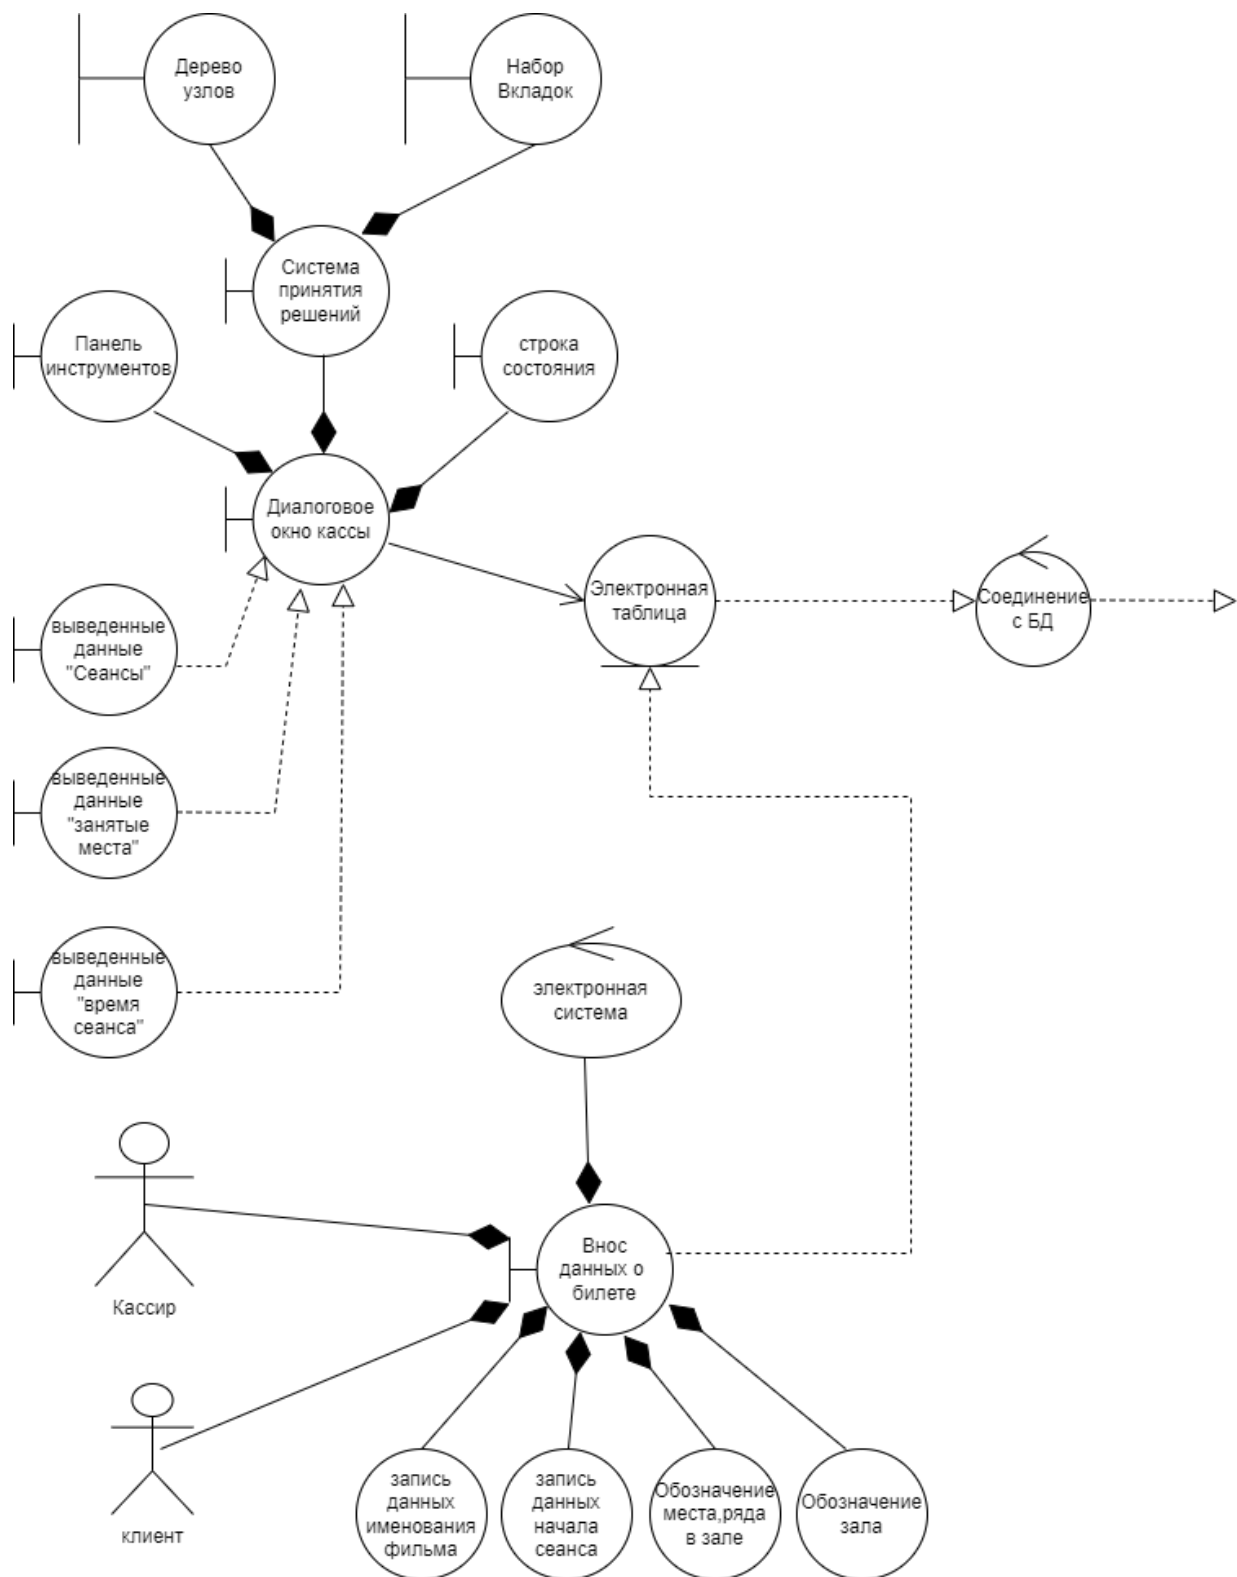 Дерево
узлов
Набор
Вкладок
Система
принятия
решений
Панель
инструментов
строка
состояния
Диалоговое
окно кассы
Электронная
таблица
Соединение
с БД
выведенные
данные
"Сеансы"
выведенные
данные
"занятые
места"
выведенные
данные
"время
сеанса"
электронная
система
Кассир
Внос
данных о
билете
клиент
запись
данных
именования
фильма
запись
данных
начала
сеанса
Обозначение
места,ряда
в зале
Обозначение
зала